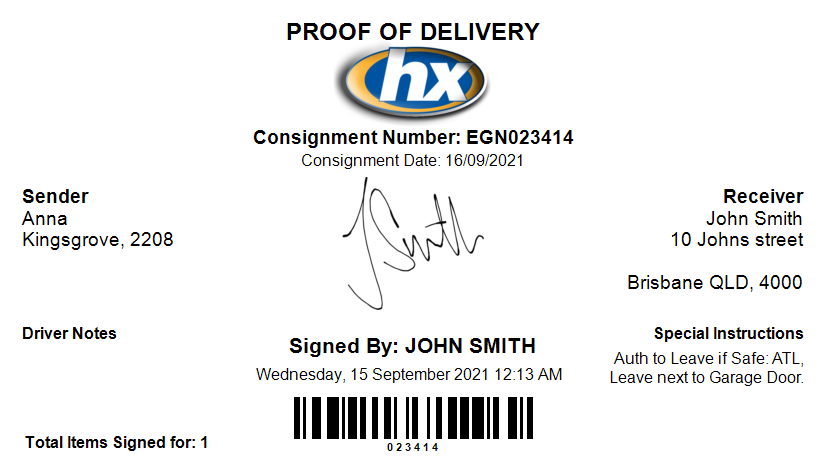 PROOF OF DELIVERY
hx
Consignment Number: EGN023414
Consignment Date: 16/09/2021
Sender
Anna
Kingsgrove, 2208
J Smith
Receiver
John Smith
10 Johns street
Brisbane QLD, 4000
Driver Notes
Signed By: JOHN SMITH
Wednesday, 15 September 2021 12:13 AM
Special Instructions
Auth to Leave if Safe: ATL,
Leave next to Garage Door.
023414
Total Items Signed for: 1